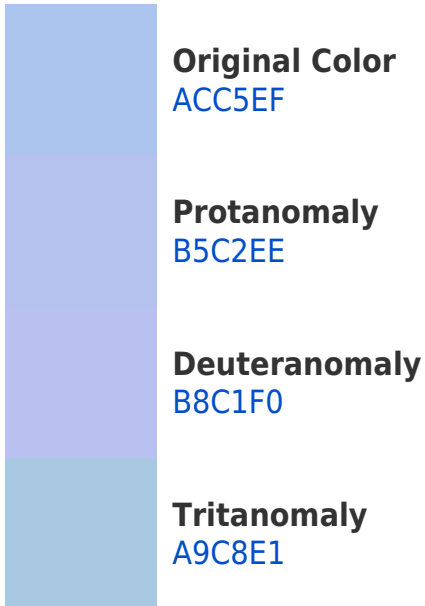 Original Color
ACC5EF
Protanomaly
B5C2EE
Deuteranomaly
B8C1F0
Tritanomaly
A9C8E1